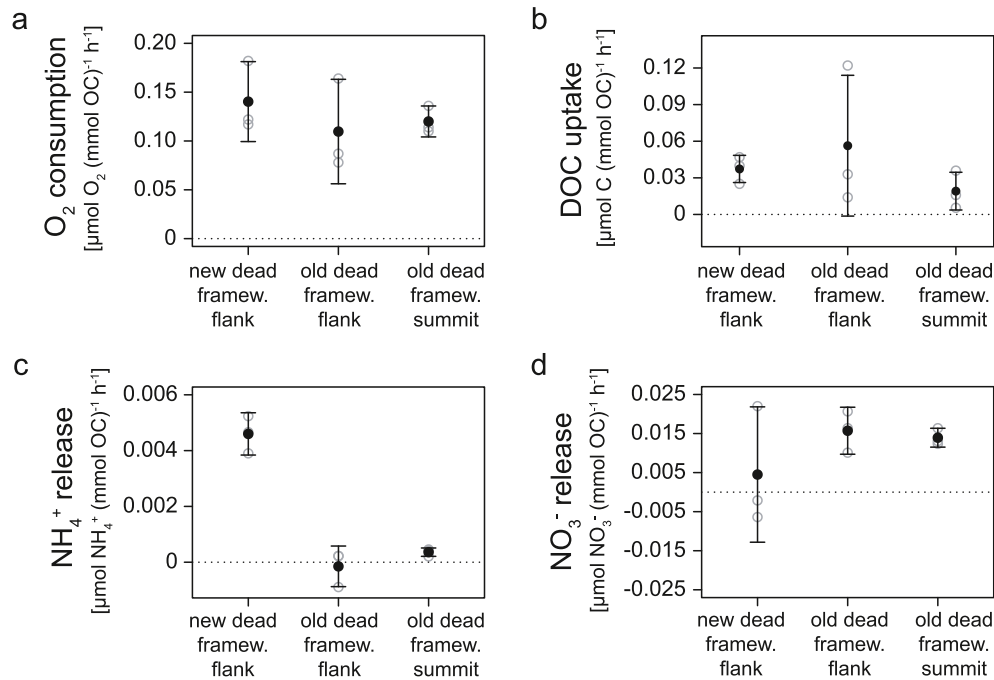 a
O₂ consumption
[µmol O₂ (mmol OC)⁻¹ h⁻¹]
0.20
0.15
0.10
0.05
0
new dead
framew.
flank
old dead
framew.
flank
old dead
framew.
summit
b
DOC uptake
[µmol C (mmol OC)⁻¹ h⁻¹]
0.12
0.09
0.06
0.03
0
new dead
framew.
flank
old dead
framew.
flank
old dead
framew.
summit
c
NH₄⁺ release
[µmol NH₄⁺ (mmol OC)⁻¹ h⁻¹]
0.006
0.004
0.002
0
new dead
framew.
flank
old dead
framew.
flank
old dead
framew.
summit
d
NO₃⁻ release
[µmol NO₃⁻ (mmol OC)⁻¹ h⁻¹]
0.025
0.015
0.005
-0.005
-0.015
-0.025
new dead
framew.
flank
old dead
framew.
flank
old dead
framew.
summit